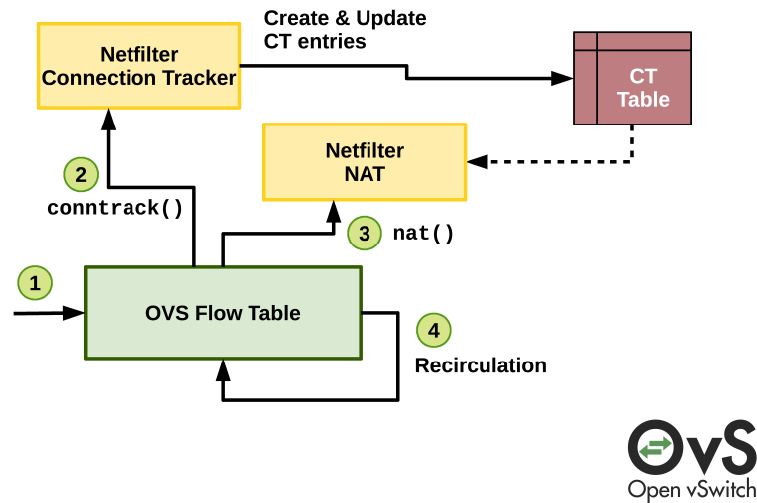 Create & Update
CT entries
Netfilter
Connection Tracker
CT
Table
Netfilter
NAT
2
conntrack()
3
nat()
1
OVS Flow Table
4
Recirculation
OvS
Open vSwitch